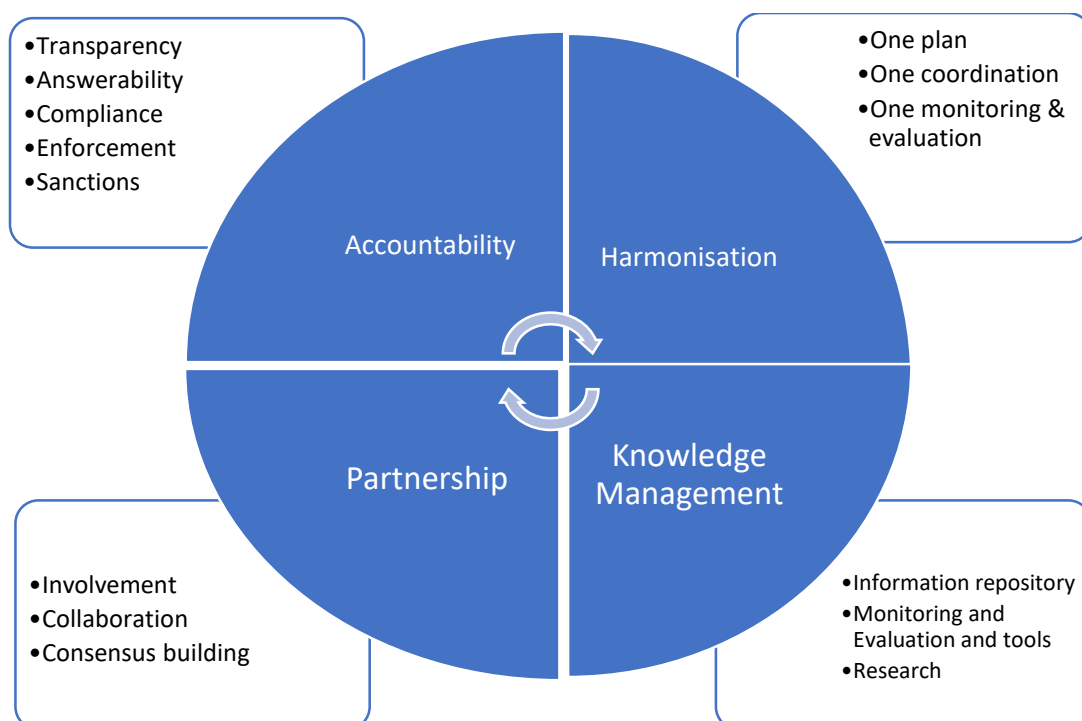 •Transparency
•Answerability
•Compliance
•Enforcement
•Sanctions
•One plan
•One coordination
•One monitoring &
evaluation
Accountability
Harmonisation
Partnership
Knowledge
Management
•Involvement
•Collaboration
•Consensus building
•Information repository
•Monitoring and
Evaluation and tools
•Research